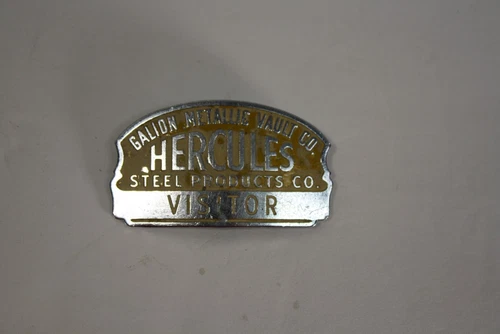 GALION METALLIC VAULT CO.
HERCULES
STEEL PRODUCTS CO.
VISITOR